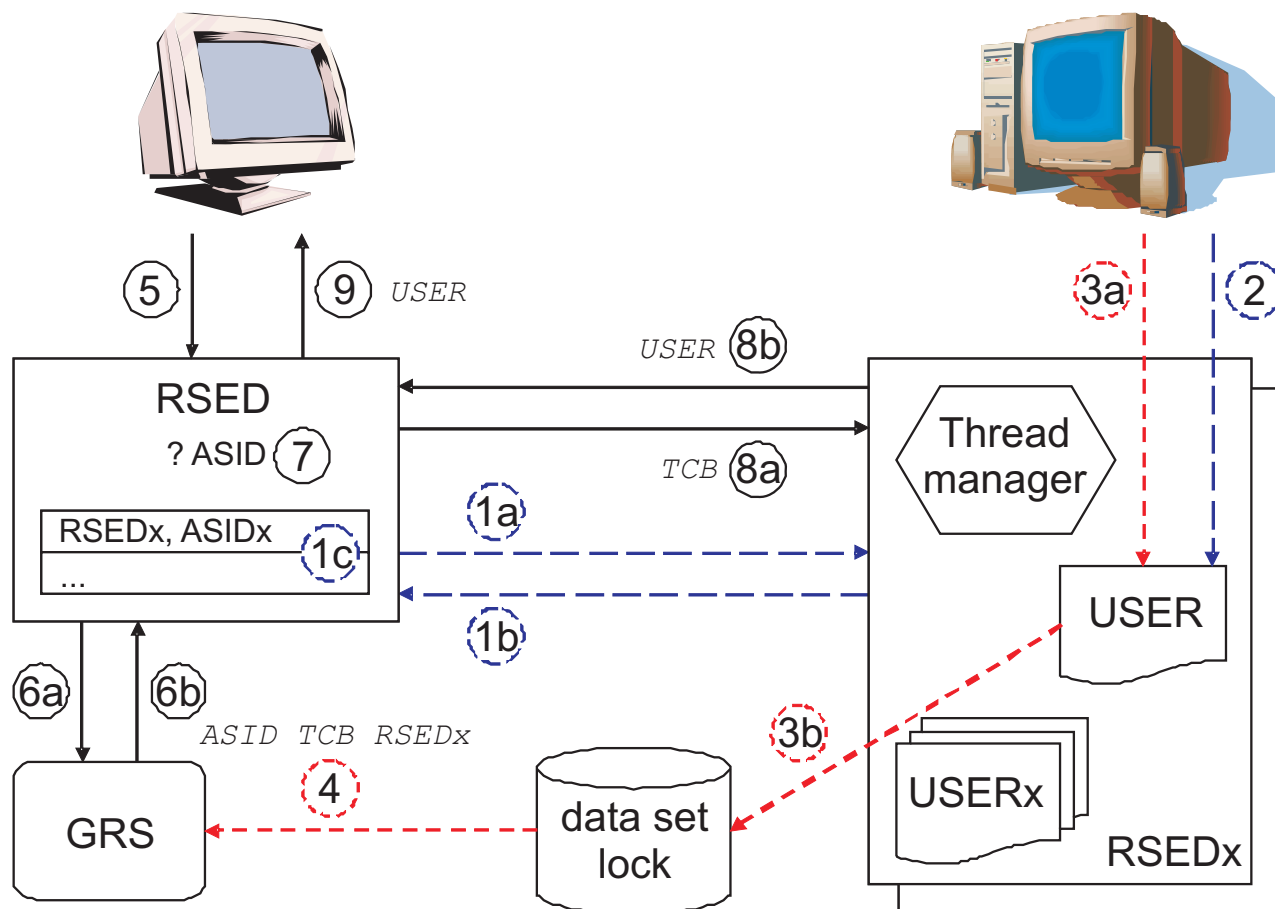 5
9
USER
3a
2
USER
8b
RSED
? ASID
7
TCB
8a
Thread
manager
RSEDx, ASIDx
1c
...
1a
1b
USER
6a
6b
ASID TCB RSEDx
4
3b
GRS
data set
lock
USERx
RSEDx